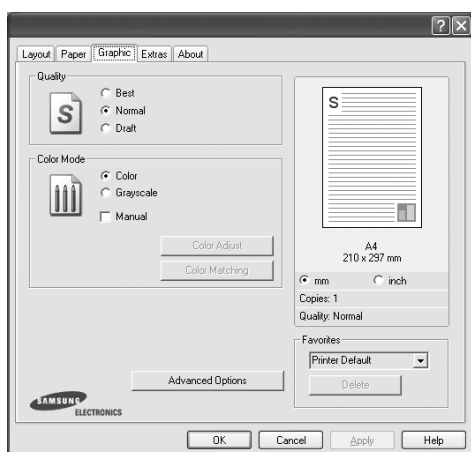 Layout Paper Graphic Extras About
Quality
S
Best
Normal
Draft
Color Mode
Color
Grayscale
Manual
Color Adjust
Color Matching
Advanced Options
SAMSUNG
ELECTRONICS
S
A4
210 x 297 mm
mm inch
Copies: 1
Quality: Normal
Favorites
Printer Default
Delete
OK Cancel Apply Help